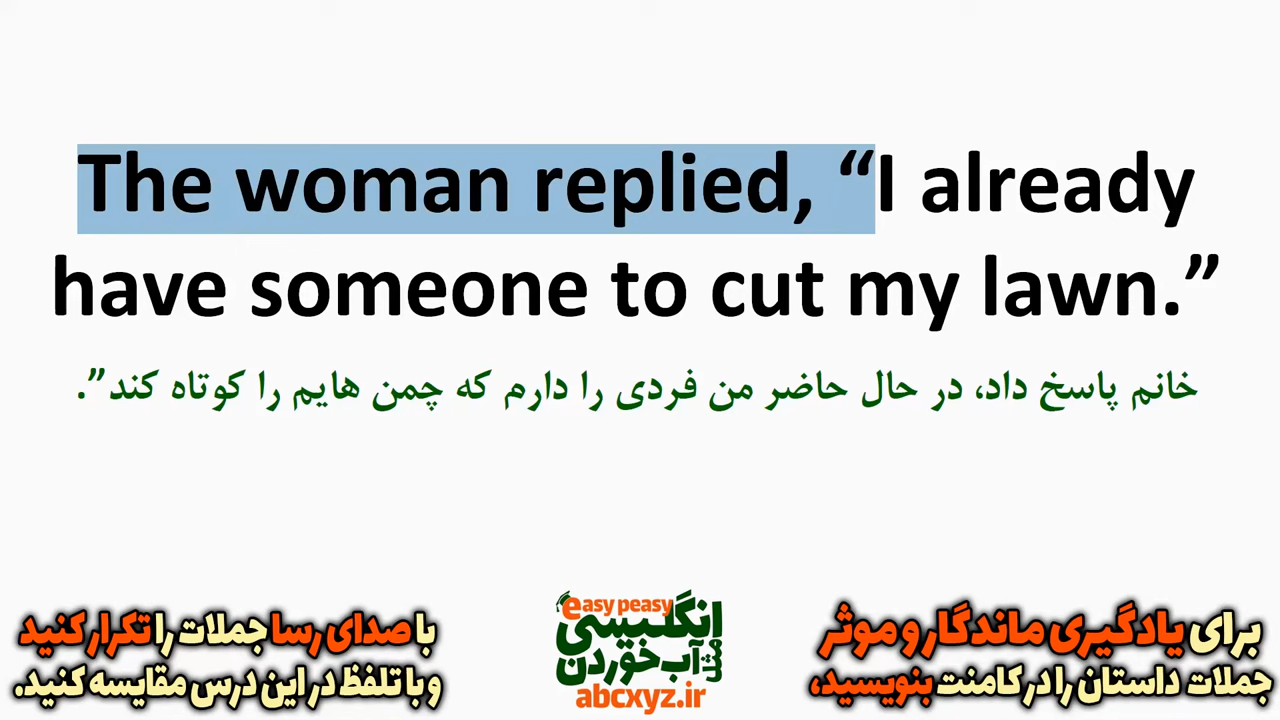 The woman replied, “I already
have someone to cut my lawn.”
خانم پاسخ داد، در حال حاضر من فردی را دارم که چمن هایم را کوتاه کند”.
برای یادگیری ماندگار و موثر
جملات داستان را در کامنت بنویسید،
easy peasy
انگلیسی
مثل آب خوردن
abcxyz.ir
با صدای رسا جملات را تکرار کنید
و با تلفظ در این درس مقایسه کنید.